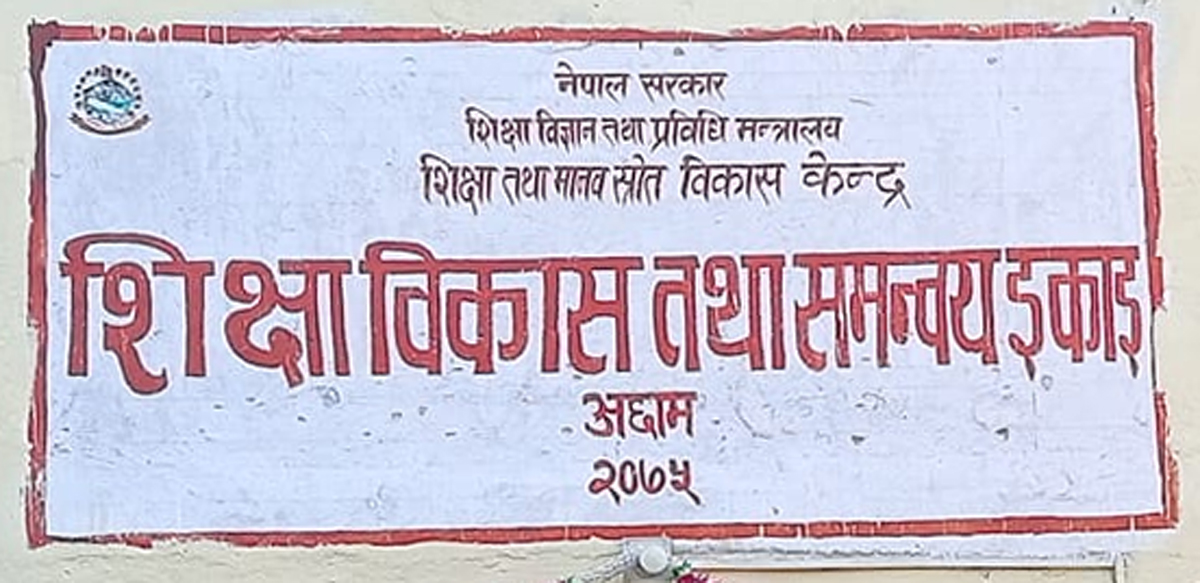 नेपाल सरकार
शिक्षा विज्ञान तथा प्रविधि मन्त्रालय
शिक्षा तथा मानव स्रोत विकास केन्द्र
शिक्षा विकास तथा समन्वय इकाइ
अछाम
२०७५